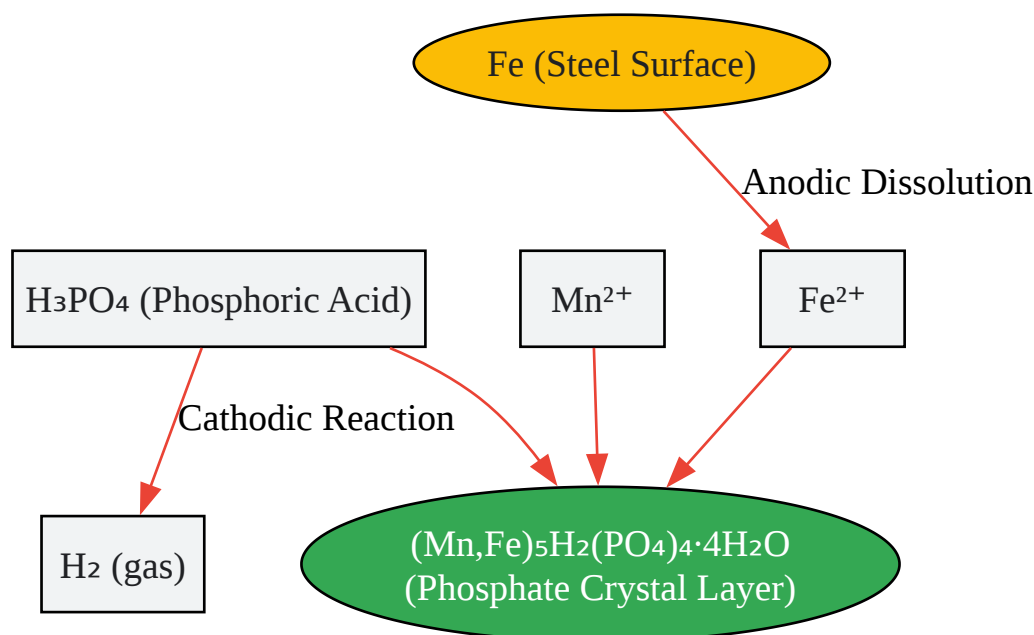 Fe (Steel Surface)
Anodic Dissolution
H₃PO₄ (Phosphoric Acid)
Mn²⁺
Fe²⁺
Cathodic Reaction
H₂ (gas)
(Mn,Fe)₅H₂(PO₄)₄·4H₂O
(Phosphate Crystal Layer)